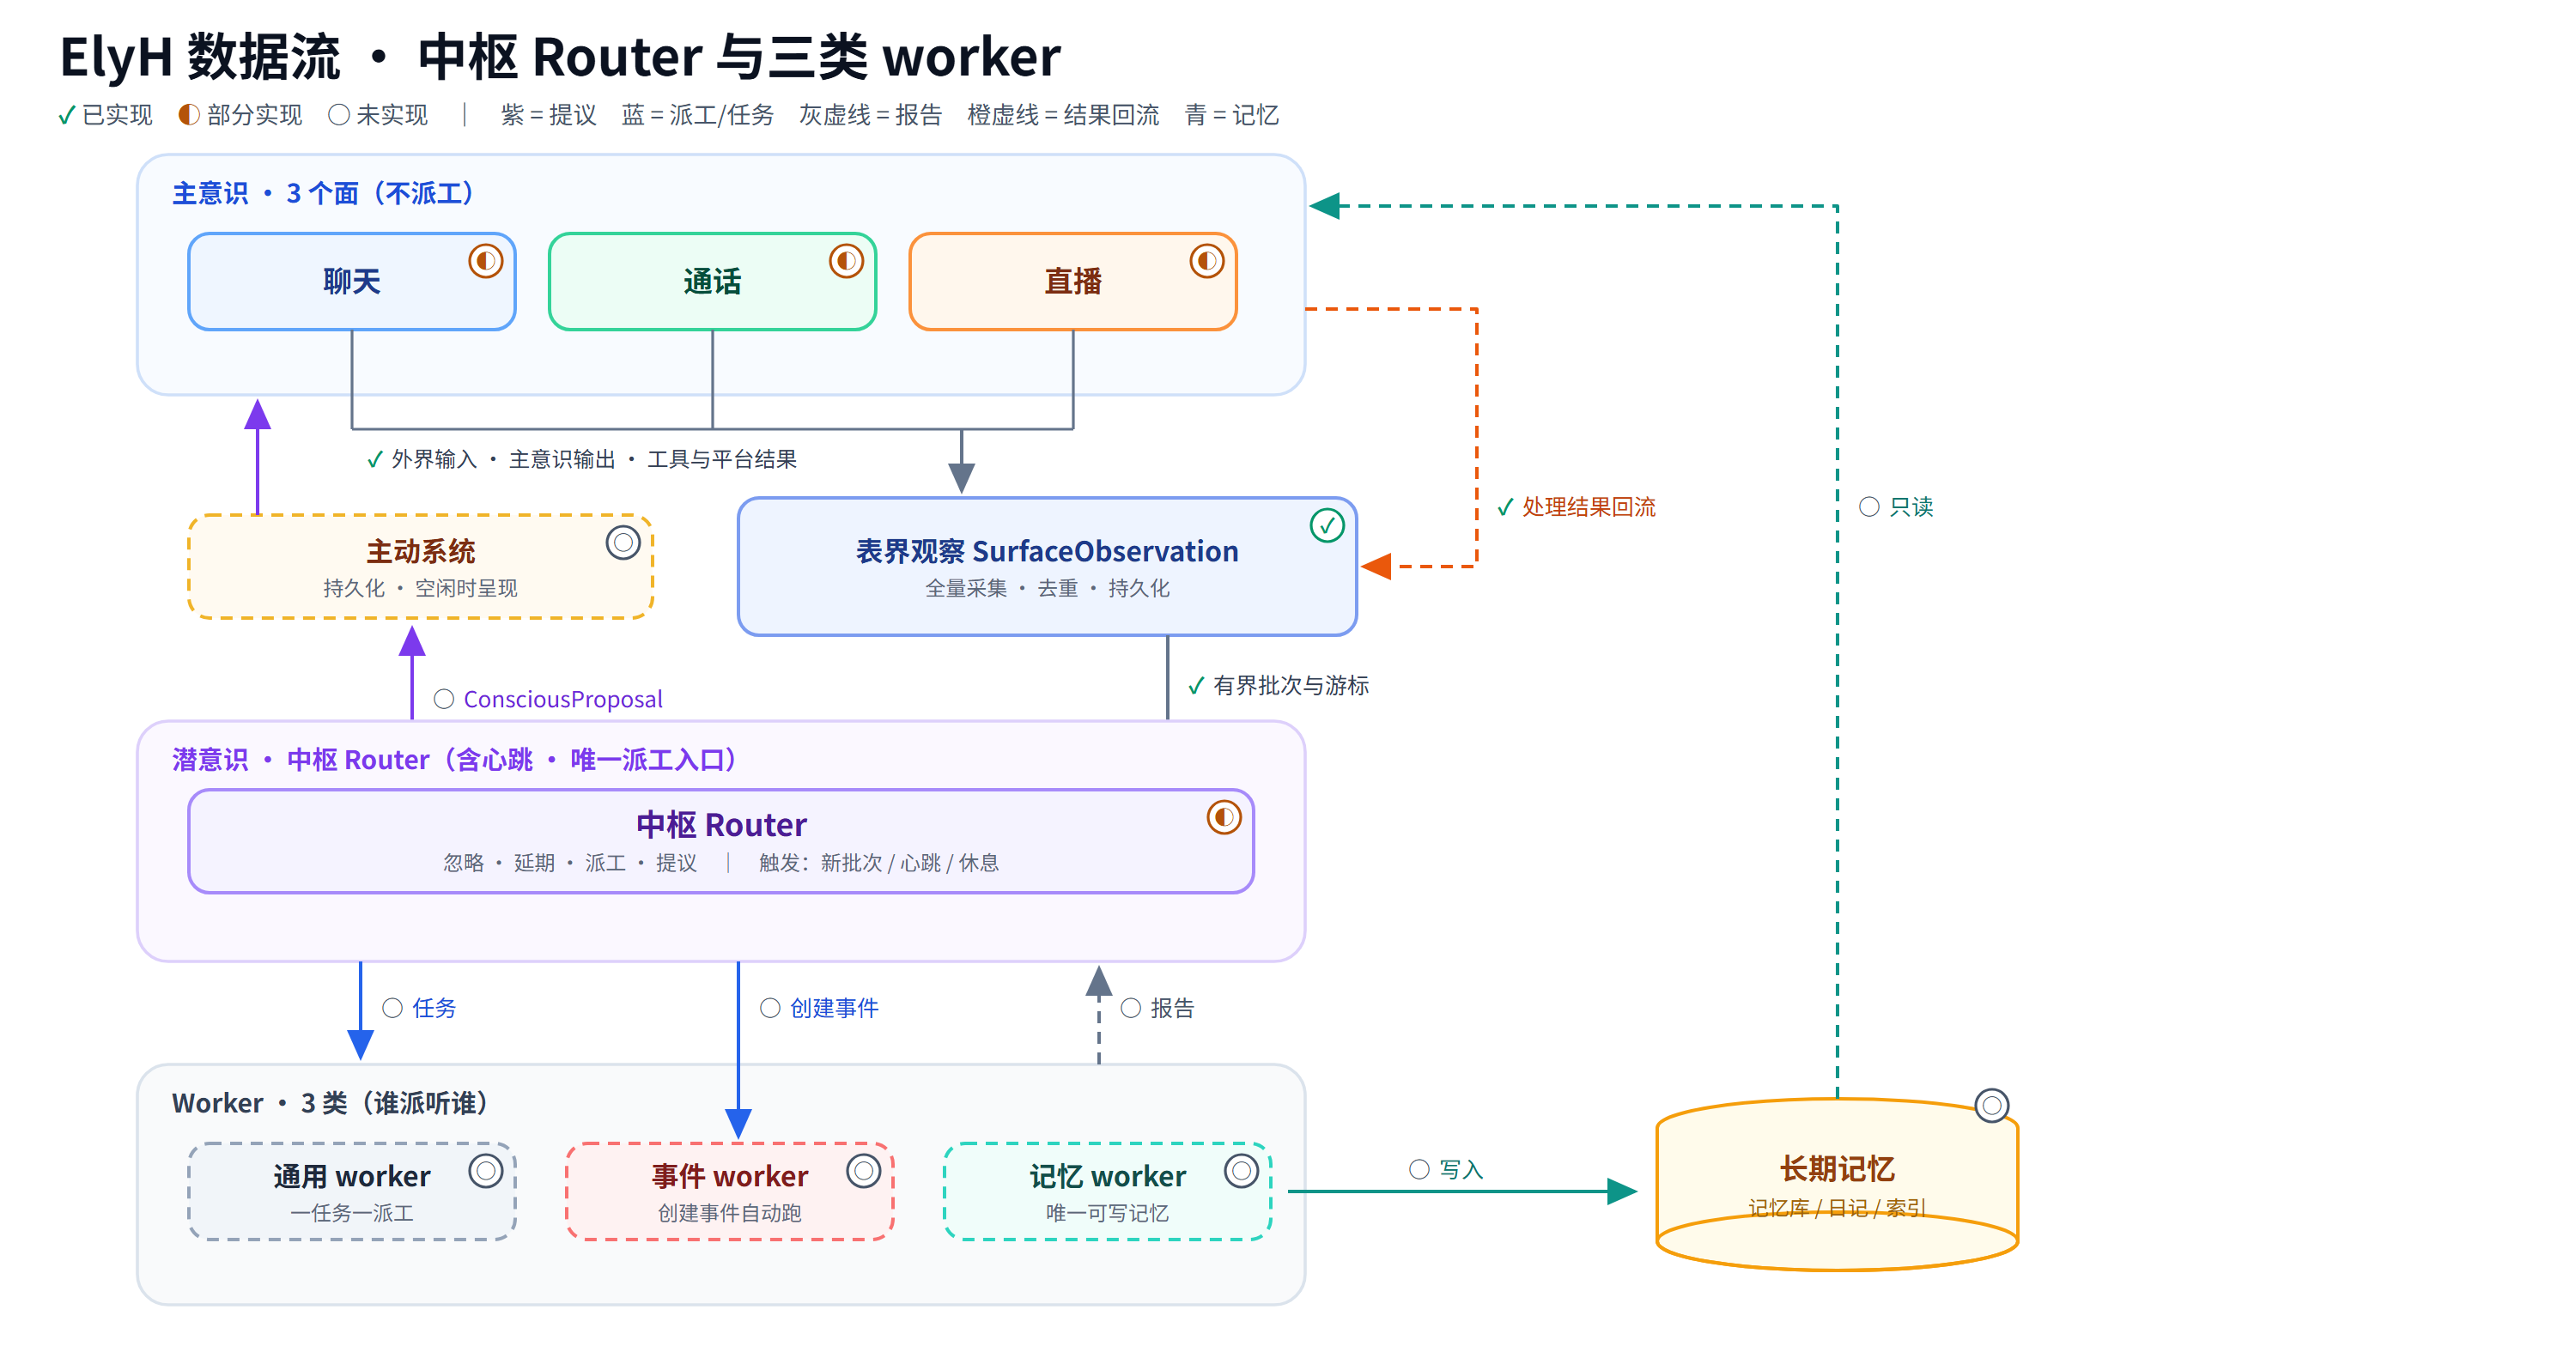 ElyH 数据流 · 中枢 Router 与三类 worker
✓ 已实现 ◐ 部分实现 ○ 未实现 | 紫 = 提议 蓝 = 派工/任务 灰虚线 = 报告 橙虚线 = 结果回流 青 = 记忆
主意识 · 3 个面（不派工）
聊天 ◐
通话 ◐
直播 ◐
✓ 外界输入 · 主意识输出 · 工具与平台结果
✓ 处理结果回流
○ 只读
主动系统 ○
持久化 · 空闲时呈现
表界观察 SurfaceObservation ✓
全量采集 · 去重 · 持久化
○ ConsciousProposal
✓ 有界批次与游标
潜意识 · 中枢 Router（含心跳 · 唯一派工入口）
中枢 Router ◐
忽略 · 延期 · 派工 · 提议 | 触发：新批次 / 心跳 / 休息
○ 任务
○ 创建事件
○ 报告
Worker · 3 类（谁派听谁）
通用 worker ○
一任务一派工
事件 worker ○
创建事件自动跑
记忆 worker ○
唯一可写记忆
○ 写入
长期记忆 ○
记忆库 / 日记 / 索引